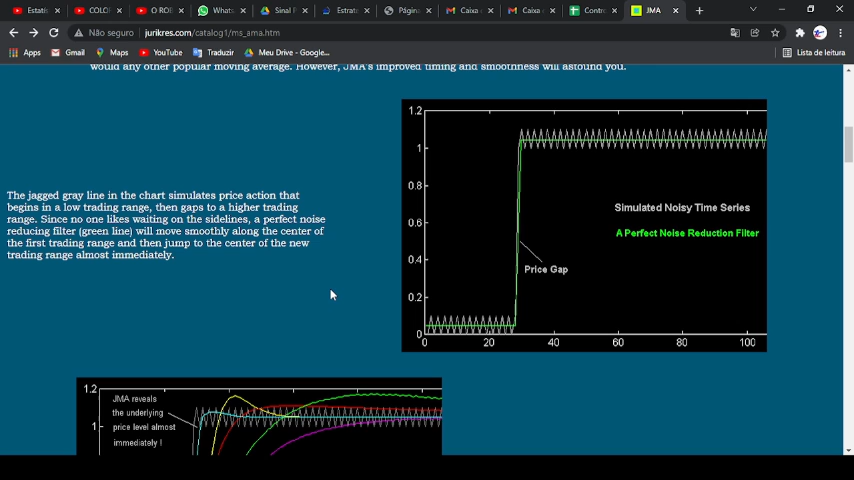 Estatis
COLOF
O ROB
Whats
Sinal P
Estrate
Página
Caixa
Caixa
Contro
JMA
Não seguro
jurikres.com/catalog1/ms_ama.htm
Apps
Gmail
Maps
YouTube
Traduzir
Meu Drive - Google...
Lista de leitura
would any other popular moving average. However, JMA's improved timing and smoothness will astound you.
The jagged gray line in the chart simulates price action that
begins in a low trading range, then gaps to a higher trading
range. Since no one likes waiting on the sidelines, a perfect noise
reducing filter (green line) will move smoothly along the center of
the first trading range and then jump to the center of the new
trading range almost immediately.
1.2
1
0.8
0.6
0.4
0.2
0
0 20 40 60 80 100
Simulated Noisy Time Series
A Perfect Noise Reduction Filter
Price Gap
1.2
1
JMA reveals
the underlying
price level almost
immediately !